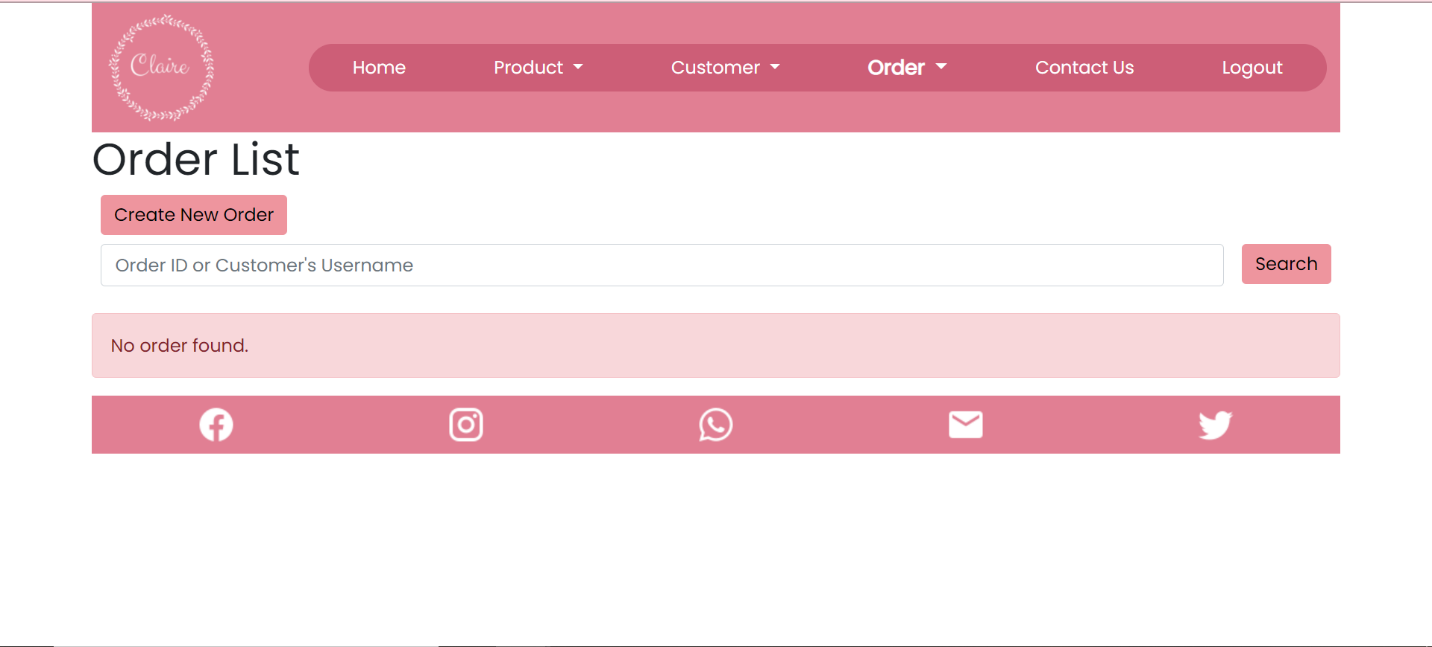 Claire
Home Product Customer Order Contact Us Logout
Order List
Create New Order
Order ID or Customer's Username Search
No order found.